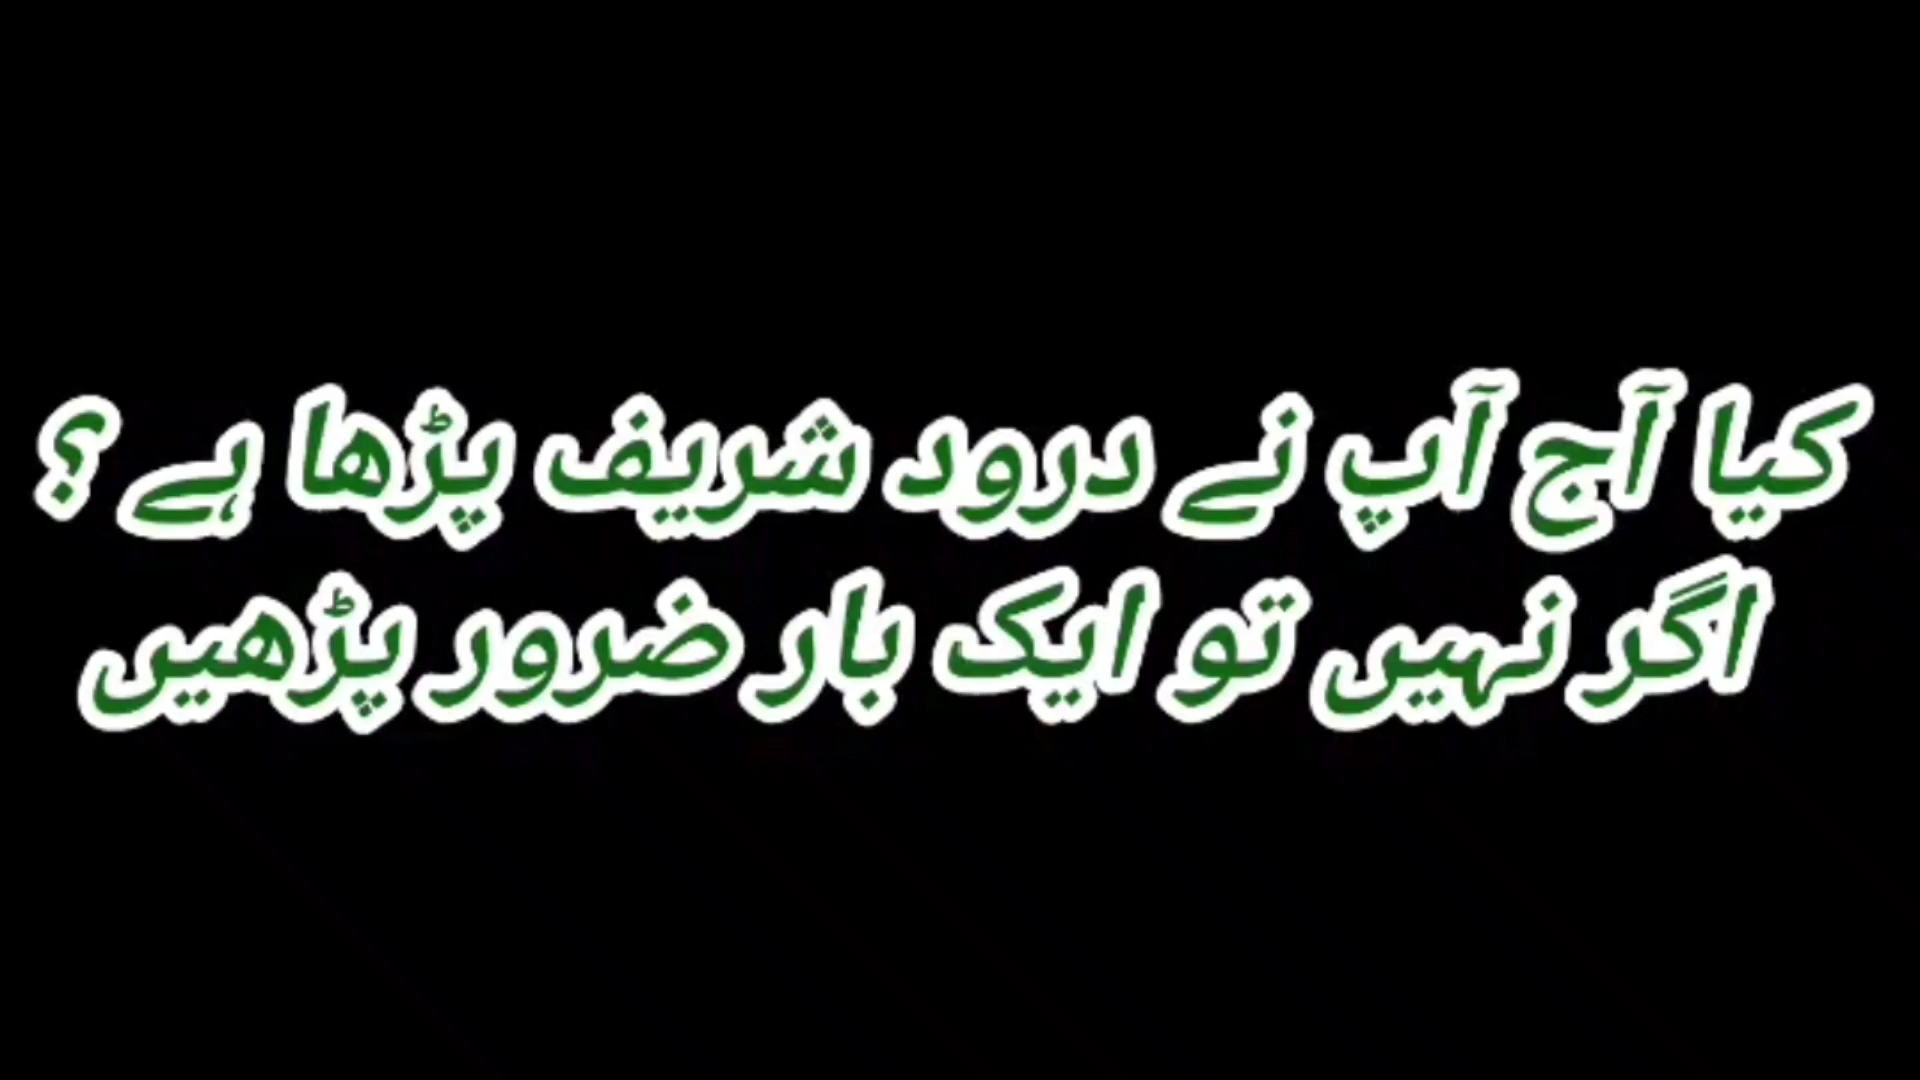 کیا آج آپ نے درود شریف پڑھا ہے ؟
اگر نہیں تو ایک بار ضرور پڑھیں